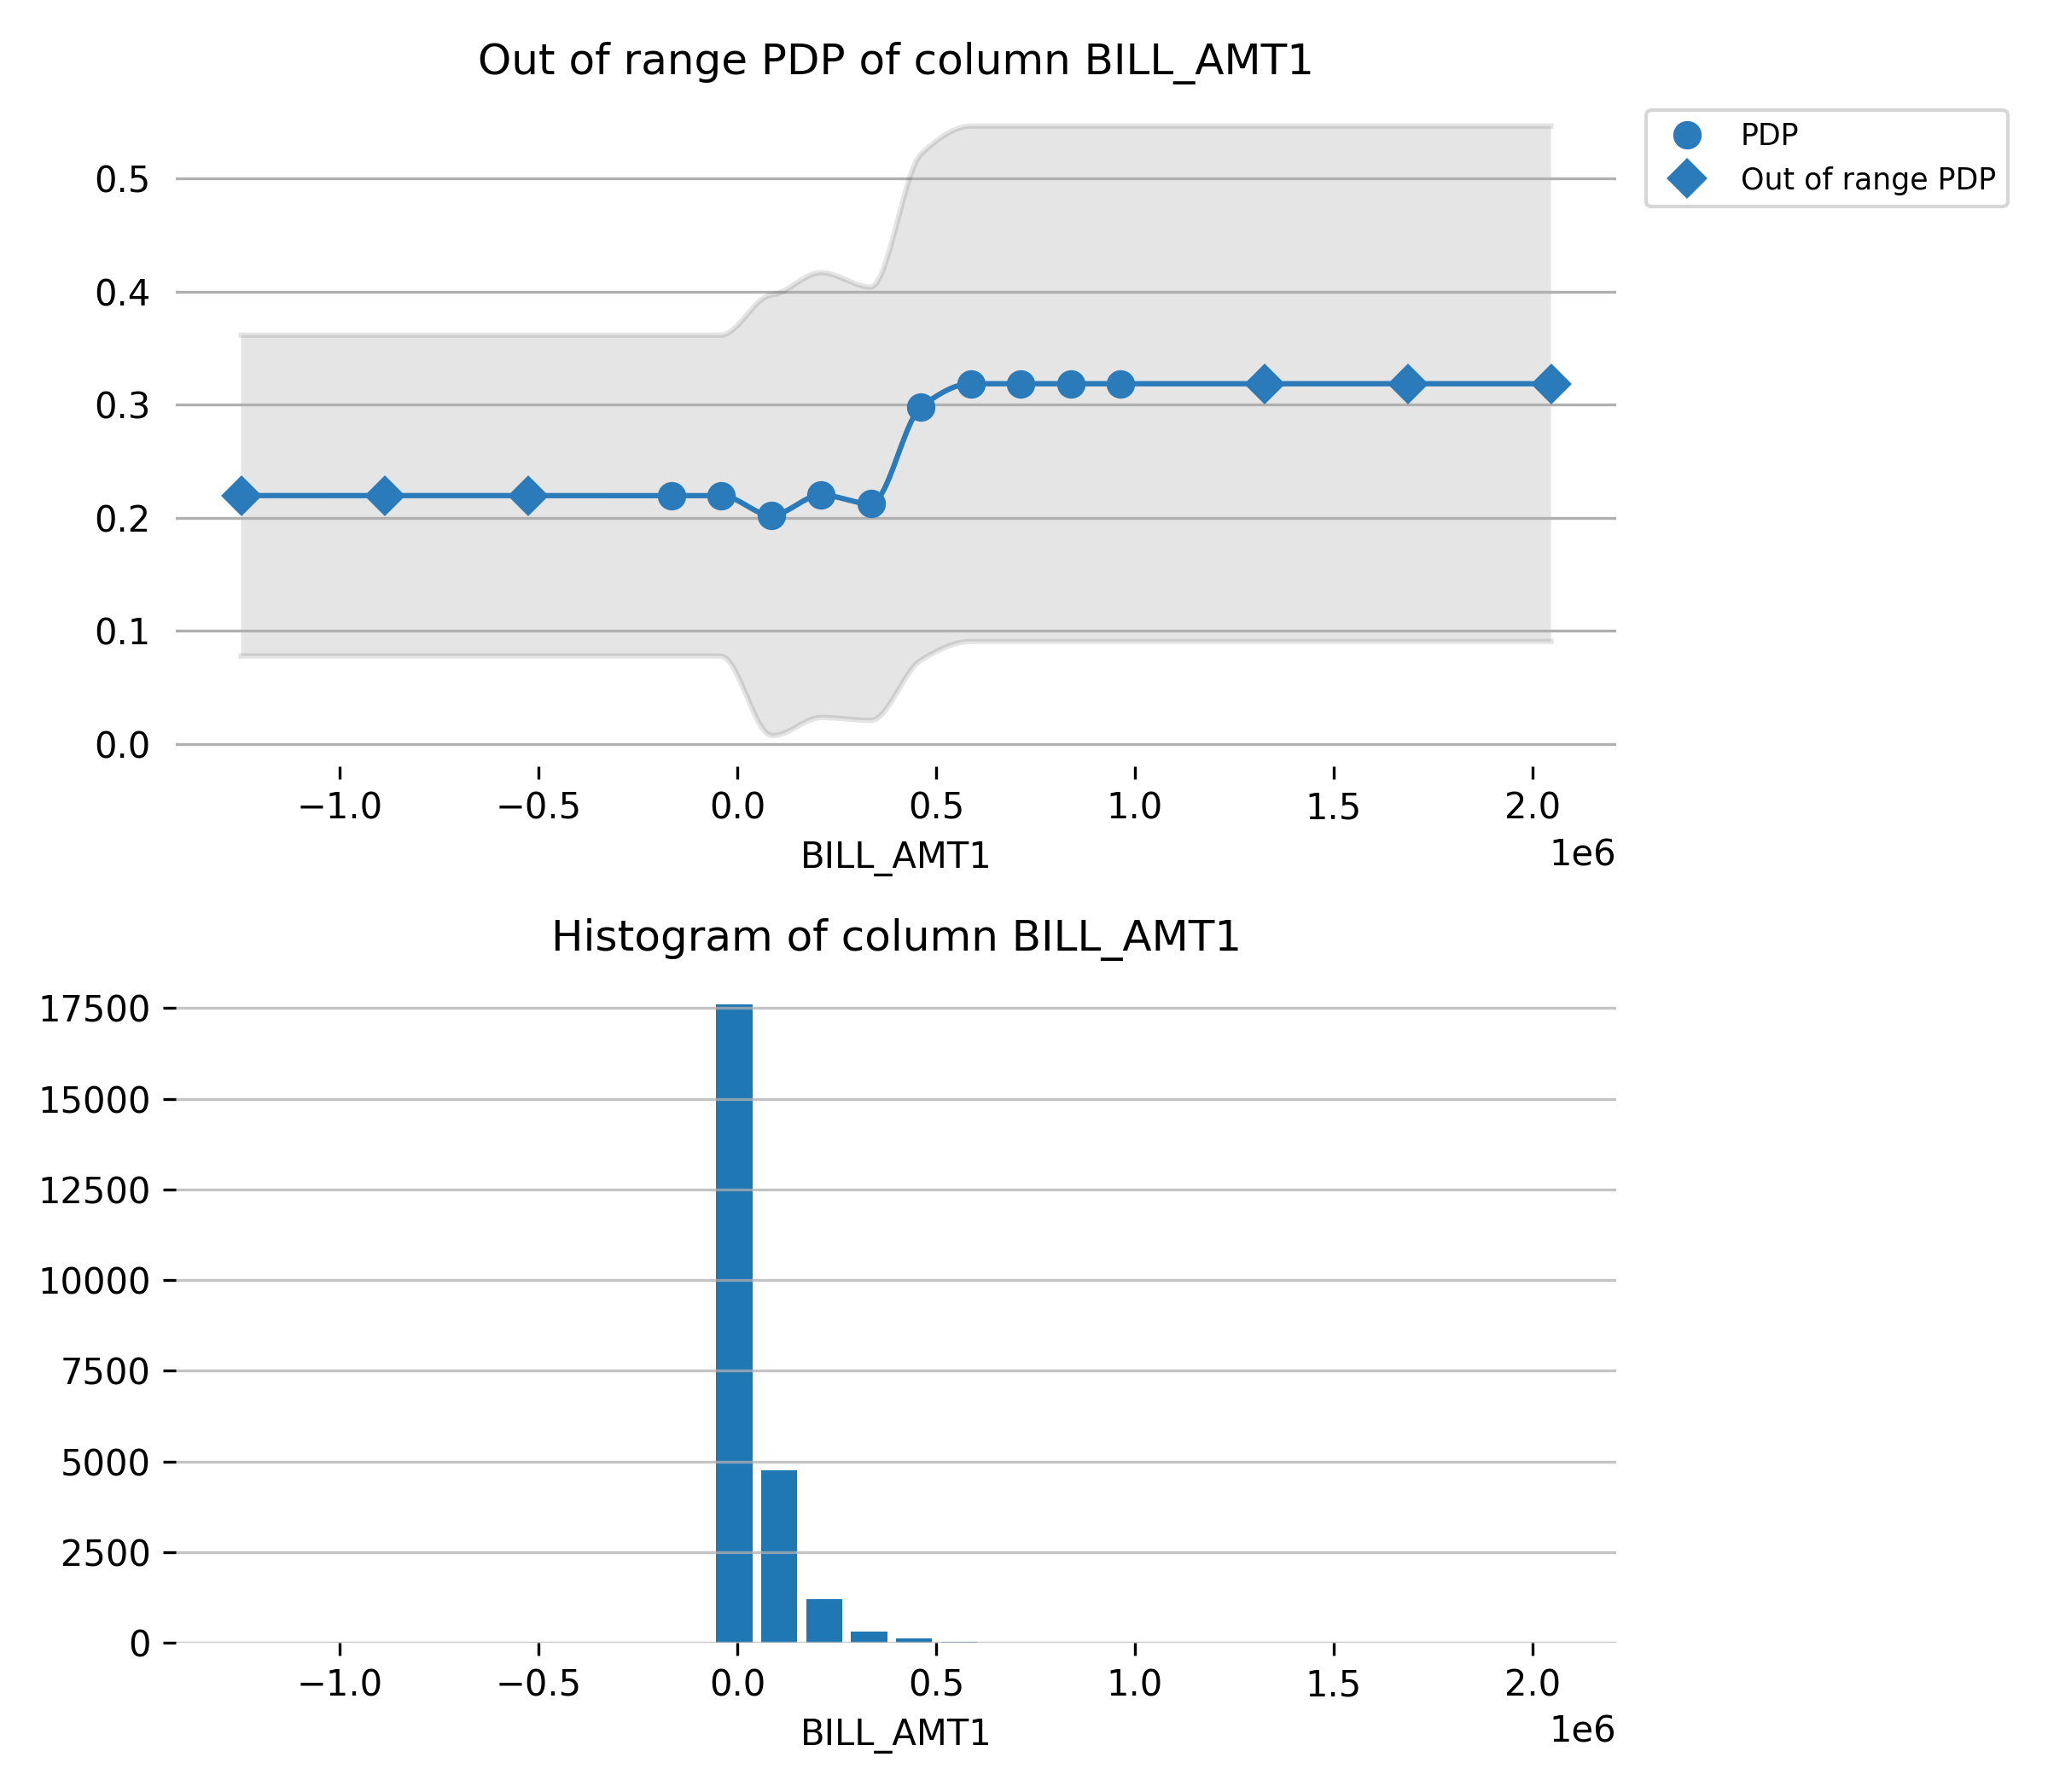 Out of range PDP of column BILL_AMT1
PDP
Out of range PDP
0.5
0.4
0.3
0.2
0.1
0.0
−1.0 −0.5 0.0 0.5 1.0 1.5 2.0
BILL_AMT1 1e6
Histogram of column BILL_AMT1
17500
15000
12500
10000
7500
5000
2500
0
−1.0 −0.5 0.0 0.5 1.0 1.5 2.0
BILL_AMT1 1e6